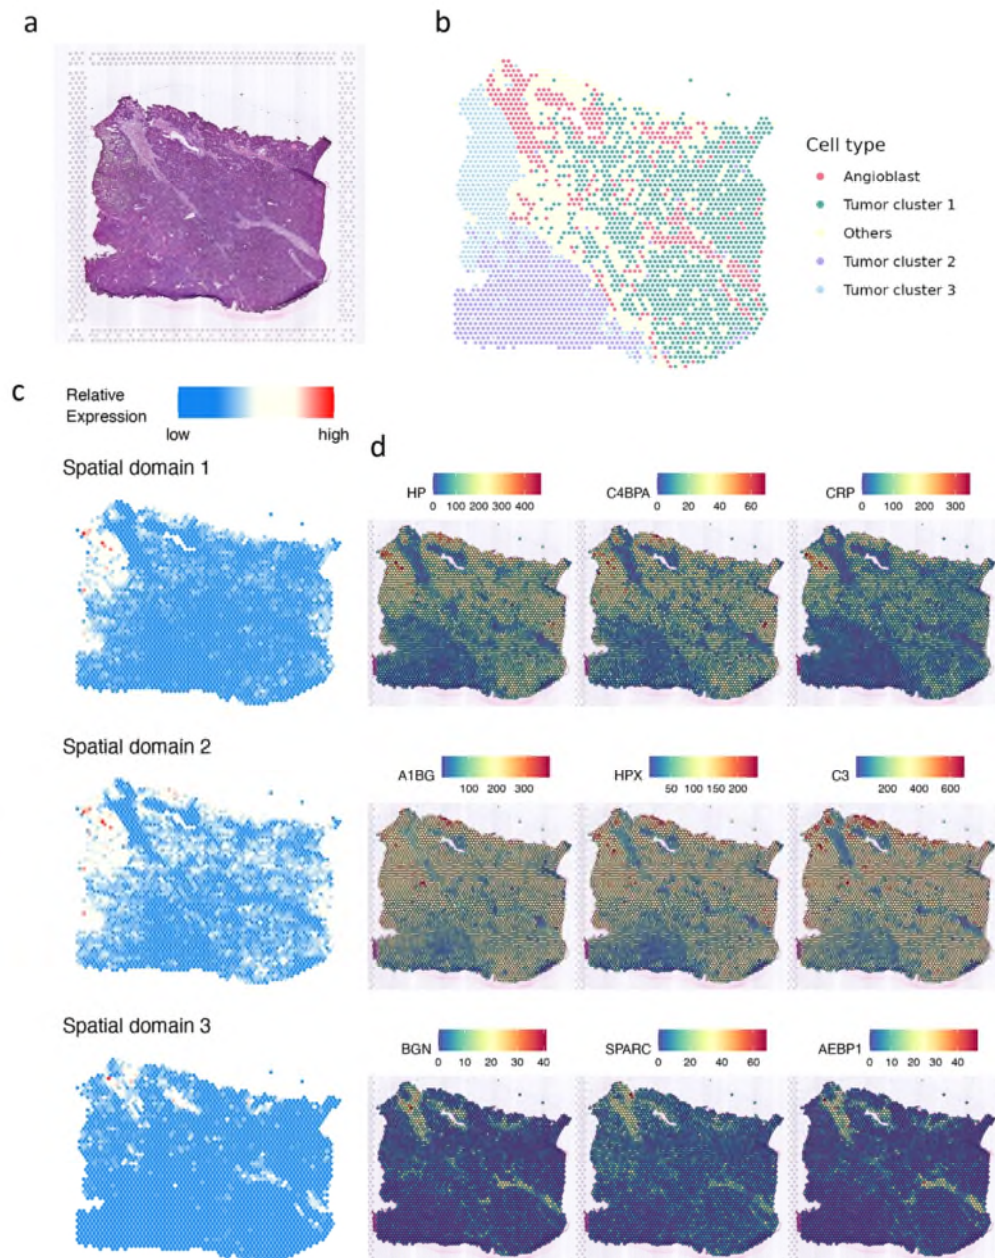 a
b
Cell type
Angioblast
Tumor cluster 1
Others
Tumor cluster 2
Tumor cluster 3
c
Relative
Expression
low high
Spatial domain 1
d
HP
0 100 200 300 400
C4BPA
0 20 40 60
CRP
0 100 200 300
Spatial domain 2
A1BG
100 200 300
HPX
50 100 150 200
C3
200 400 600
Spatial domain 3
BGN
0 10 20 30 40
SPARC
0 20 40 60
AEBP1
0 10 20 30 40